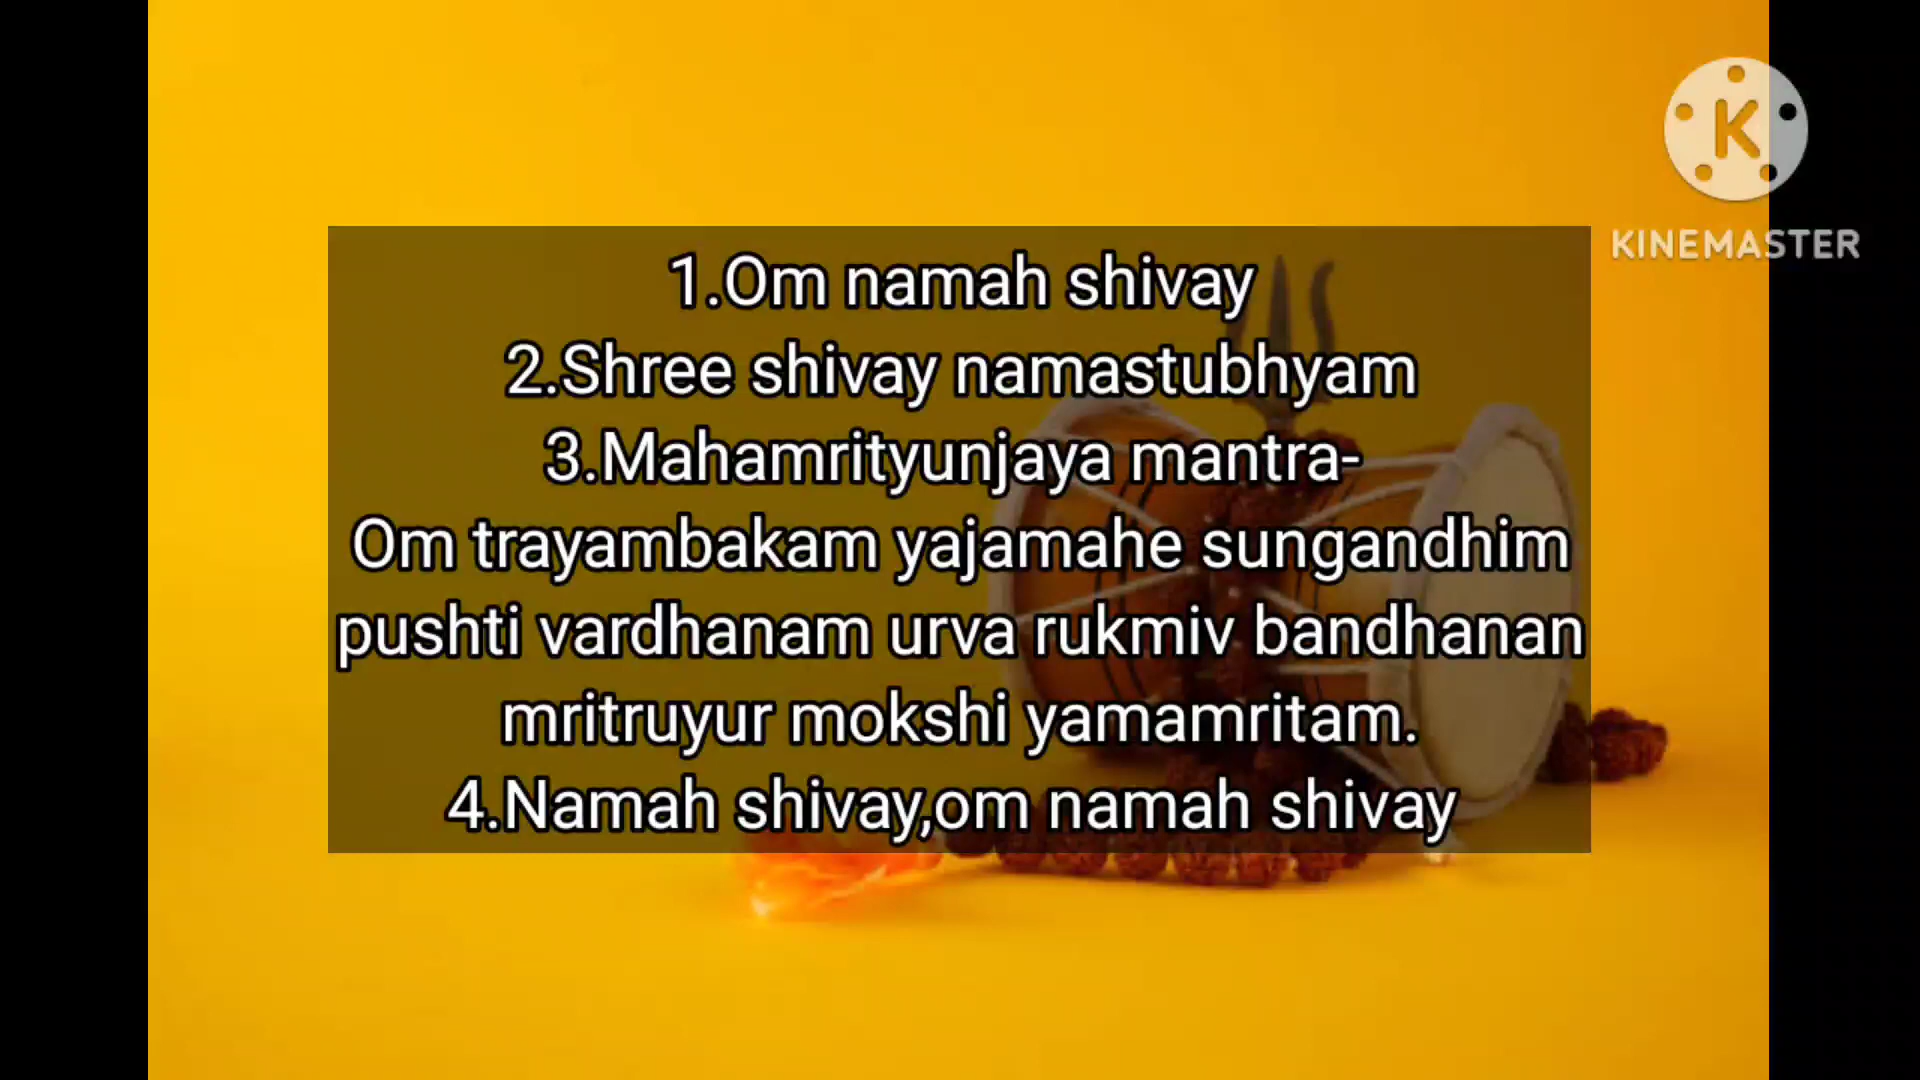 K
KINEMASTER
1.Om namah shivay
2.Shree shivay namastubhyam
3.Mahamrityunjaya mantra-
Om trayambakam yajamahe sungandhim
pushti vardhanam urva rukmiv bandhanan
mritruyur mokshi yamamritam.
4.Namah shivay,om namah shivay